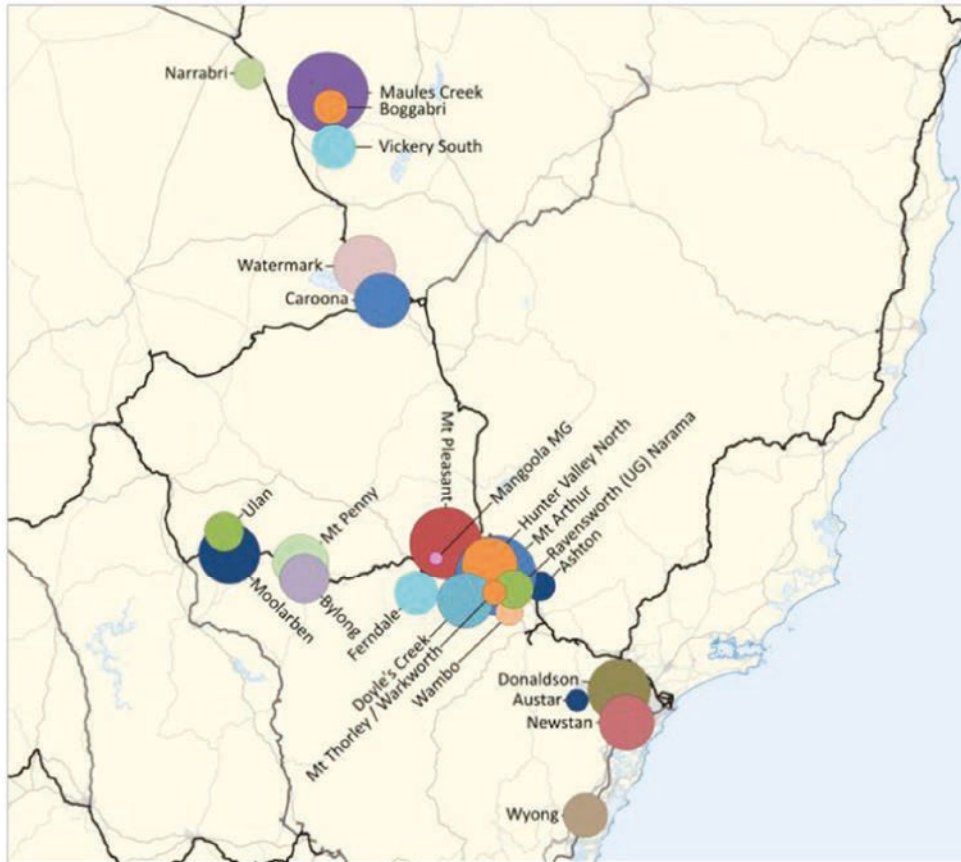 Narrabri
Maules Creek
Boggabri
Vickery South
Watermark
Caroona
Mt Pleasant
Mangoola MG
Hunter Valley North
Mt Arthur
Ravensworth (UG) Narama
Ashton
Ulan
Mt Penny
Moolarben
Bylong
Ferndale
Doyle's Creek
Mt Thorley / Warkworth
Wambo
Donaldson
Austar
Newstan
Wyong